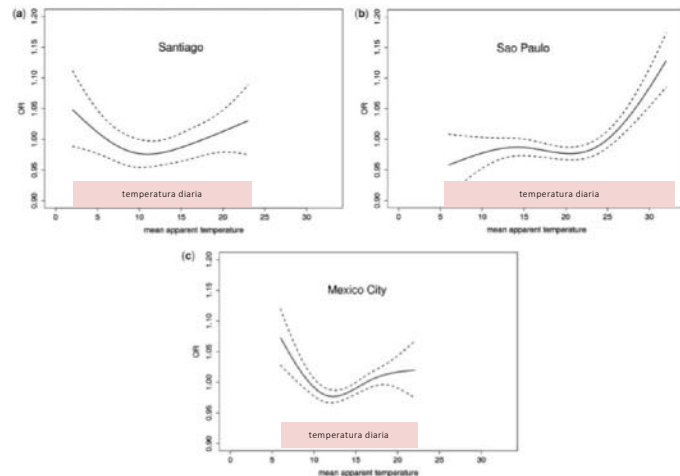 (a)
Santiago
OR
0.90 0.95 1.00 1.05 1.10 1.15 1.20
temperatura diaria
0 5 10 15 20 25 30
mean apparent temperature
(b)
Sao Paulo
OR
0.90 0.95 1.00 1.05 1.10 1.15 1.20
temperatura diaria
0 5 10 15 20 25 30
mean apparent temperature
(c)
Mexico City
OR
0.90 0.95 1.00 1.05 1.10 1.15 1.20
temperatura diaria
0 5 10 15 20 25 30
mean apparent temperature